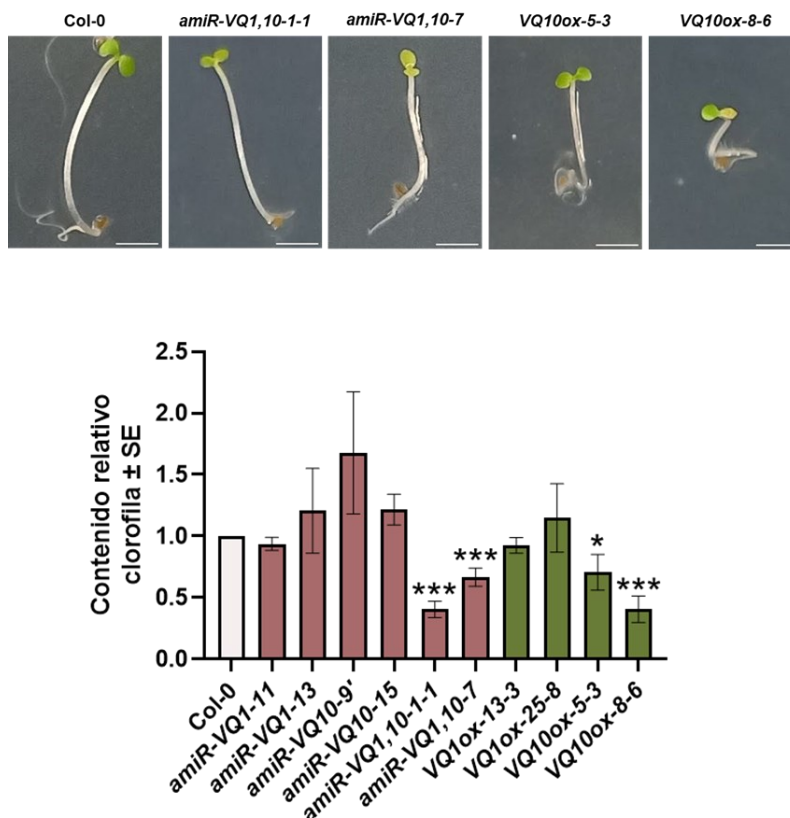 Col-0 amiR-VQ1,10-1-1 amiR-VQ1,10-7 VQ10ox-5-3 VQ10ox-8-6
Contenido relativo
clorofila ± SE
2.5
2.0
1.5
1.0
0.5
0.0
***
***
*
***
Col-0
amiR-VQ1-11
amiR-VQ1-13
amiR-VQ10-9'
amiR-VQ10-15
amiR-VQ1,10-1-1
amiR-VQ1,10-7
VQ1ox-13-3
VQ1ox-25-8
VQ10ox-5-3
VQ10ox-8-6